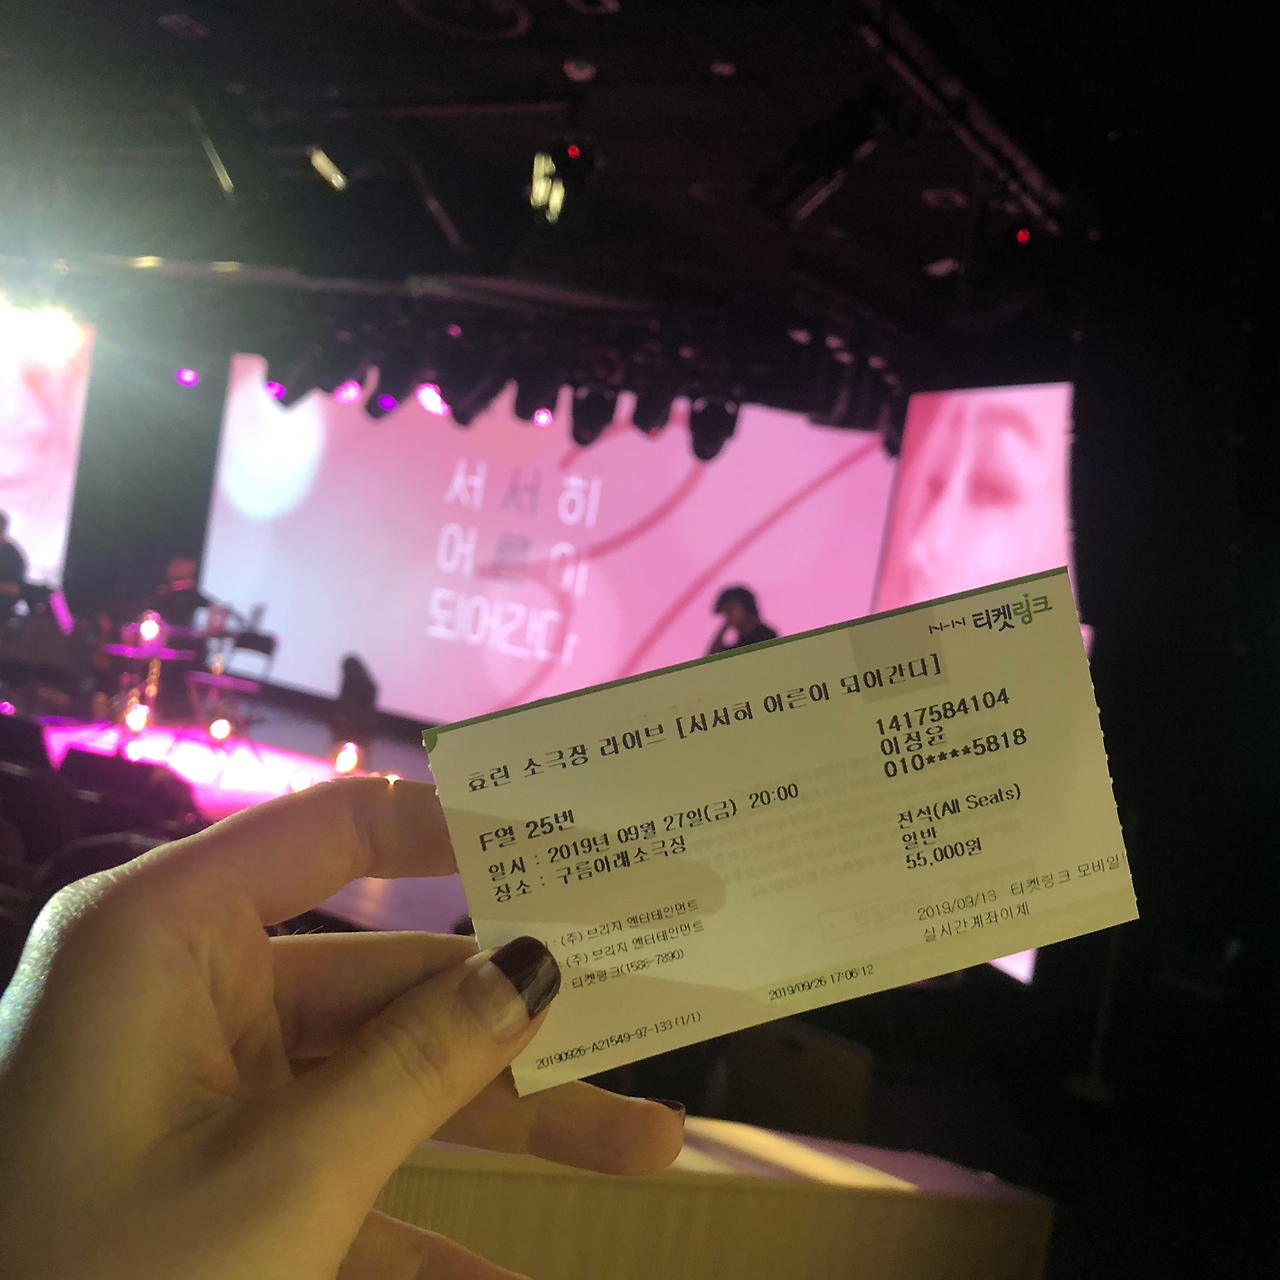 서서히
어른이
되어간다
NHN 티켓링크
효린 소극장 라이브 [서서히 어른이 되어간다]
1417584104
이정윤
010****5818
F열 25번
일시 : 2019년 09월 27일(금) 20:00
장소 : 구름아래소극장
전석(All Seats)
일반
55,000원
: (주) 브리지 엔터테인먼트
: (주) 브리지 엔터테인먼트
: 티켓링크(1588-7890)
2019/09/13 티켓링크 모바일
실시간계좌이체
20190926-A21549-97-133 (1/1)
2019/09/26 17:06:12